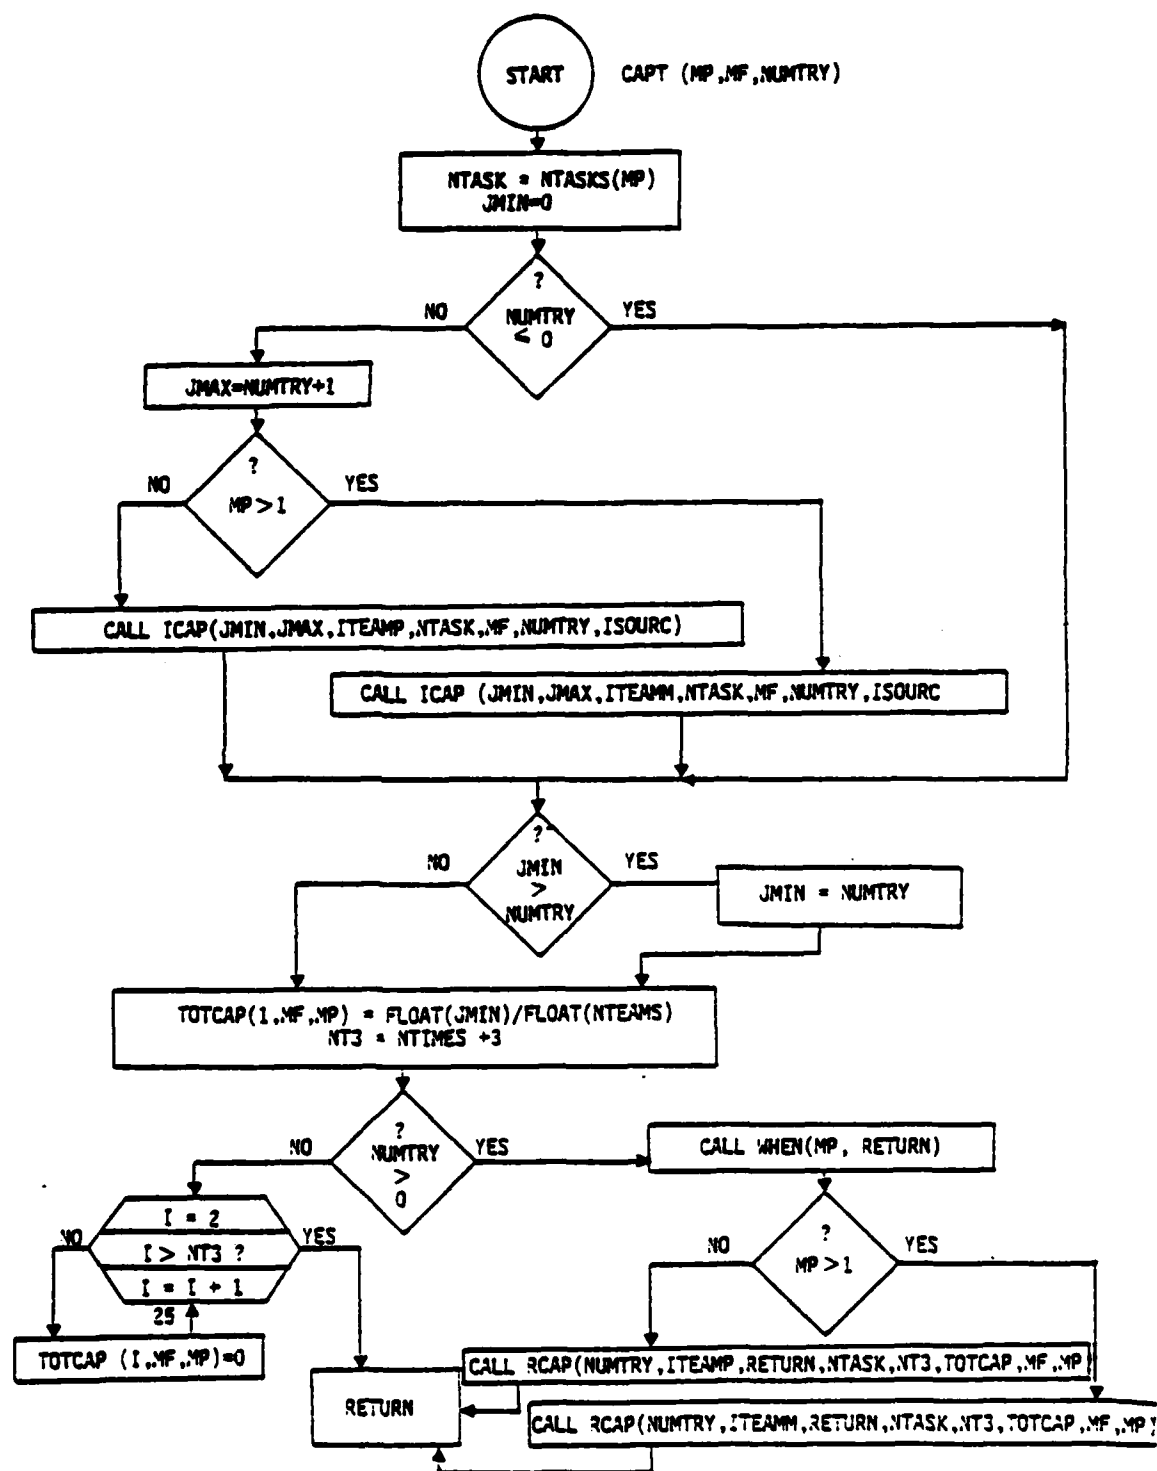 START
CAPT (MP,MF,NUMTRY)
NTASK = NTASKS(MP)
JMIN=0
?
NUMTRY
≤ 0
NO
YES
JMAX=NUMTRY+1
?
MP > 1
NO
YES
CALL ICAP(JMIN,JMAX,ITEAMP,NTASK,MF,NUMTRY,ISOURC)
CALL ICAP (JMIN,JMAX,ITEAMM,NTASK,MF,NUMTRY,ISOURC
?
JMIN
>
NUMTRY
NO
YES
JMIN = NUMTRY
TOTCAP(1,MF,MP) = FLOAT(JMIN)/FLOAT(NTEAMS)
NT3 = NTIMES +3
?
NUMTRY
>
0
NO
YES
CALL WHEN(MP, RETURN)
I = 2
I > NT3 ?
I = I + 1
NO
YES
25
TOTCAP (I,MF,MP)=0
?
MP > 1
NO
YES
CALL RCAP(NUMTRY,ITEAMP,RETURN,NTASK,NT3,TOTCAP,MF,MP)
RETURN
CALL RCAP(NUMTRY,ITEAMM,RETURN,NTASK,NT3,TOTCAP,MF,MP)